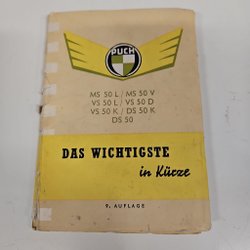 PUCH
MS 50 L / MS 50 V
VS 50 L / VS 50 D
VS 50 K / DS 50 K
DS 50
DAS WICHTIGSTE
in Kürze
9. AUFLAGE